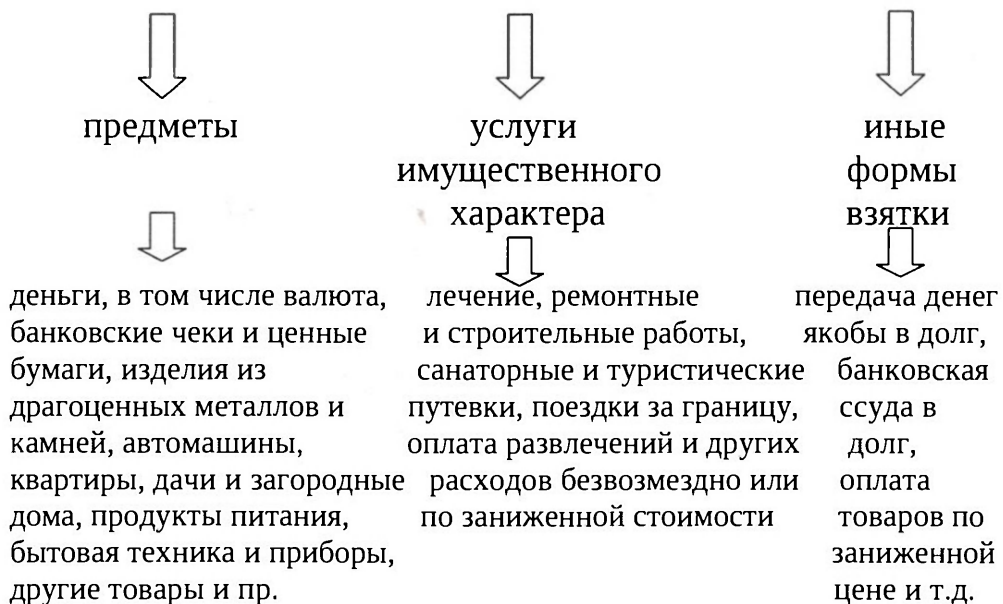 предметы
деньги, в том числе валюта,
банковские чеки и ценные
бумаги, изделия из
драгоценных металлов и
камней, автомашины,
квартиры, дачи и загородные
дома, продукты питания,
бытовая техника и приборы,
другие товары и пр.
услуги
имущественного
характера
лечение, ремонтные
и строительные работы,
санаторные и туристические
путевки, поездки за границу,
оплата развлечений и других
расходов безвозмездно или
по заниженной стоимости
иные
формы
взятки
передача денег
якобы в долг,
банковская
ссуда в
долг,
оплата
товаров по
заниженной
цене и т.д.